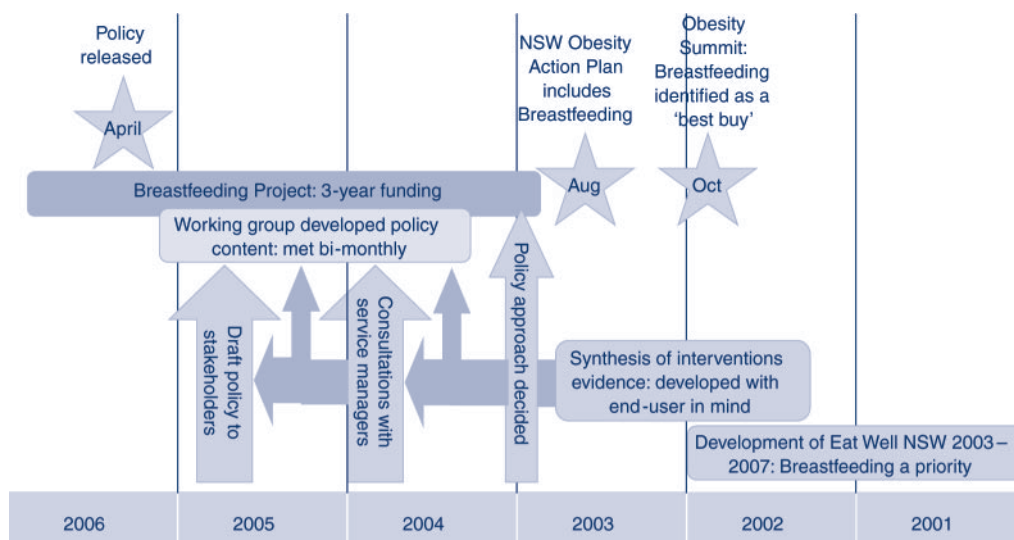 Policy
released
April
NSW Obesity
Action Plan
includes
Breastfeeding
Aug
Obesity
Summit:
Breastfeeding
identified as a
‘best buy’
Oct
Breastfeeding Project: 3-year funding
Working group developed policy
content: met bi-monthly
Draft policy to
stakeholders
Consultations with
service managers
Policy approach decided
Synthesis of interventions
evidence: developed with
end-user in mind
Development of Eat Well NSW 2003–
2007: Breastfeeding a priority
2006
2005
2004
2003
2002
2001